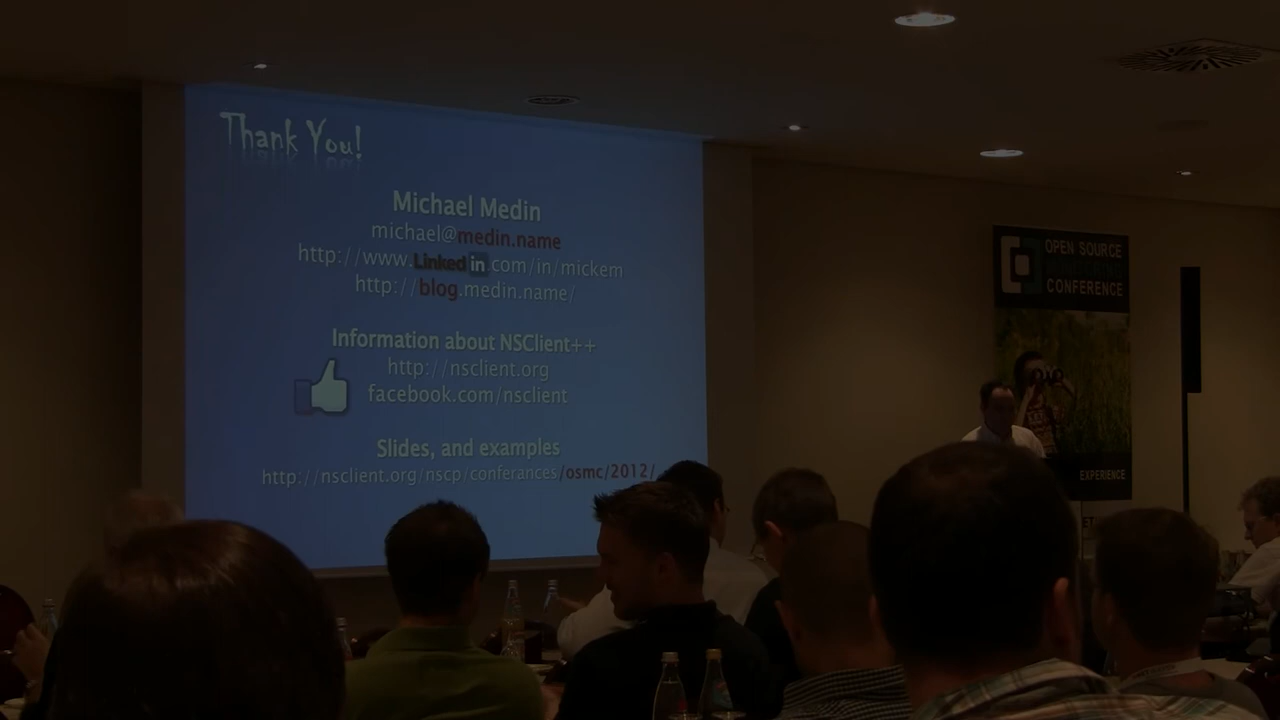 Thank You!
Michael Medin
michael@medin.name
http://www.Linkedin.com/in/mickem
http://blog.medin.name/
Information about NSClient++
http://nsclient.org
facebook.com/nsclient
Slides, and examples
http://nsclient.org/nscp/conferances/osmc/2012/
OPEN SOURCE
MONITORING
CONFERENCE
EXPERIENCE
ET